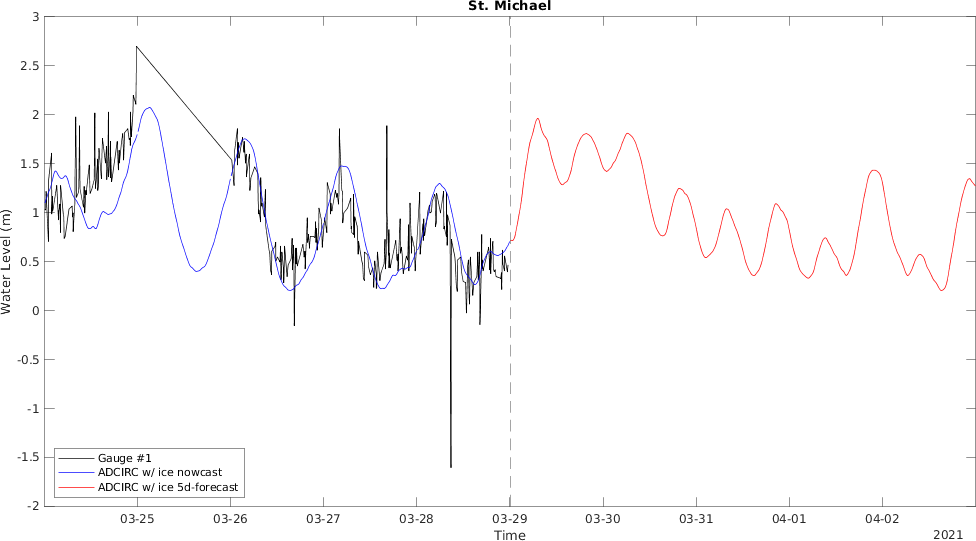 St. Michael
Water Level (m)
3
2.5
2
1.5
1
0.5
0
-0.5
-1
-1.5
-2
Gauge #1
ADCIRC w/ ice nowcast
ADCIRC w/ ice 5d-forecast
03-25 03-26 03-27 03-28 03-29 03-30 03-31 04-01 04-02
Time
2021